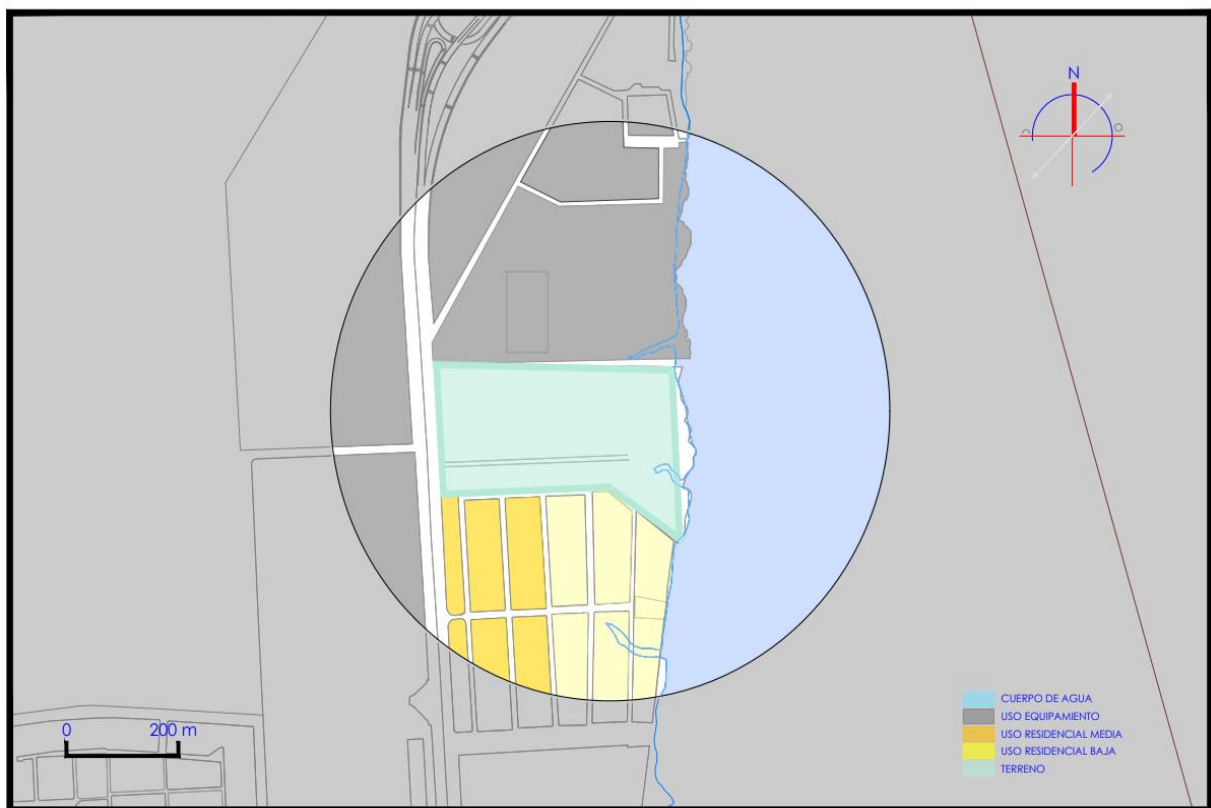 N
0 200 m
CUERPO DE AGUA
USO EQUIPAMIENTO
USO RESIDENCIAL MEDIA
USO RESIDENCIAL BAJA
TERRENO